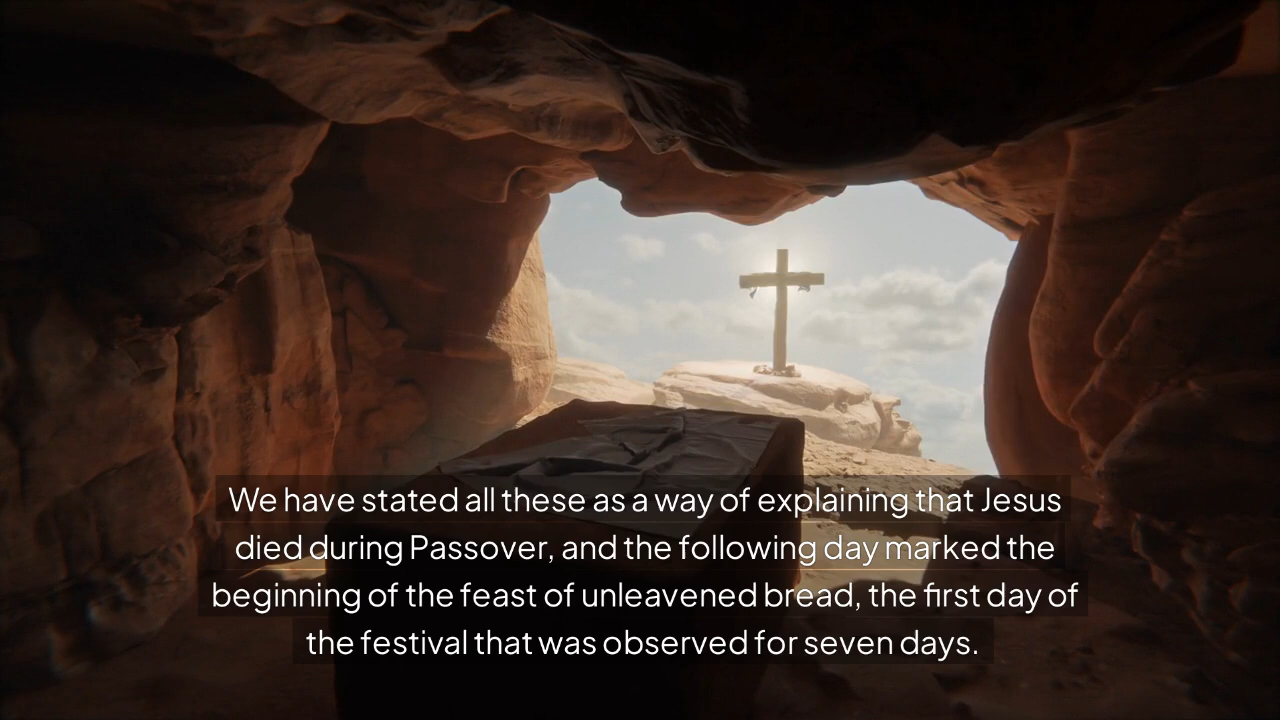 We have stated all these as a way of explaining that Jesus
died during Passover, and the following day marked the
beginning of the feast of unleavened bread, the first day of
the festival that was observed for seven days.